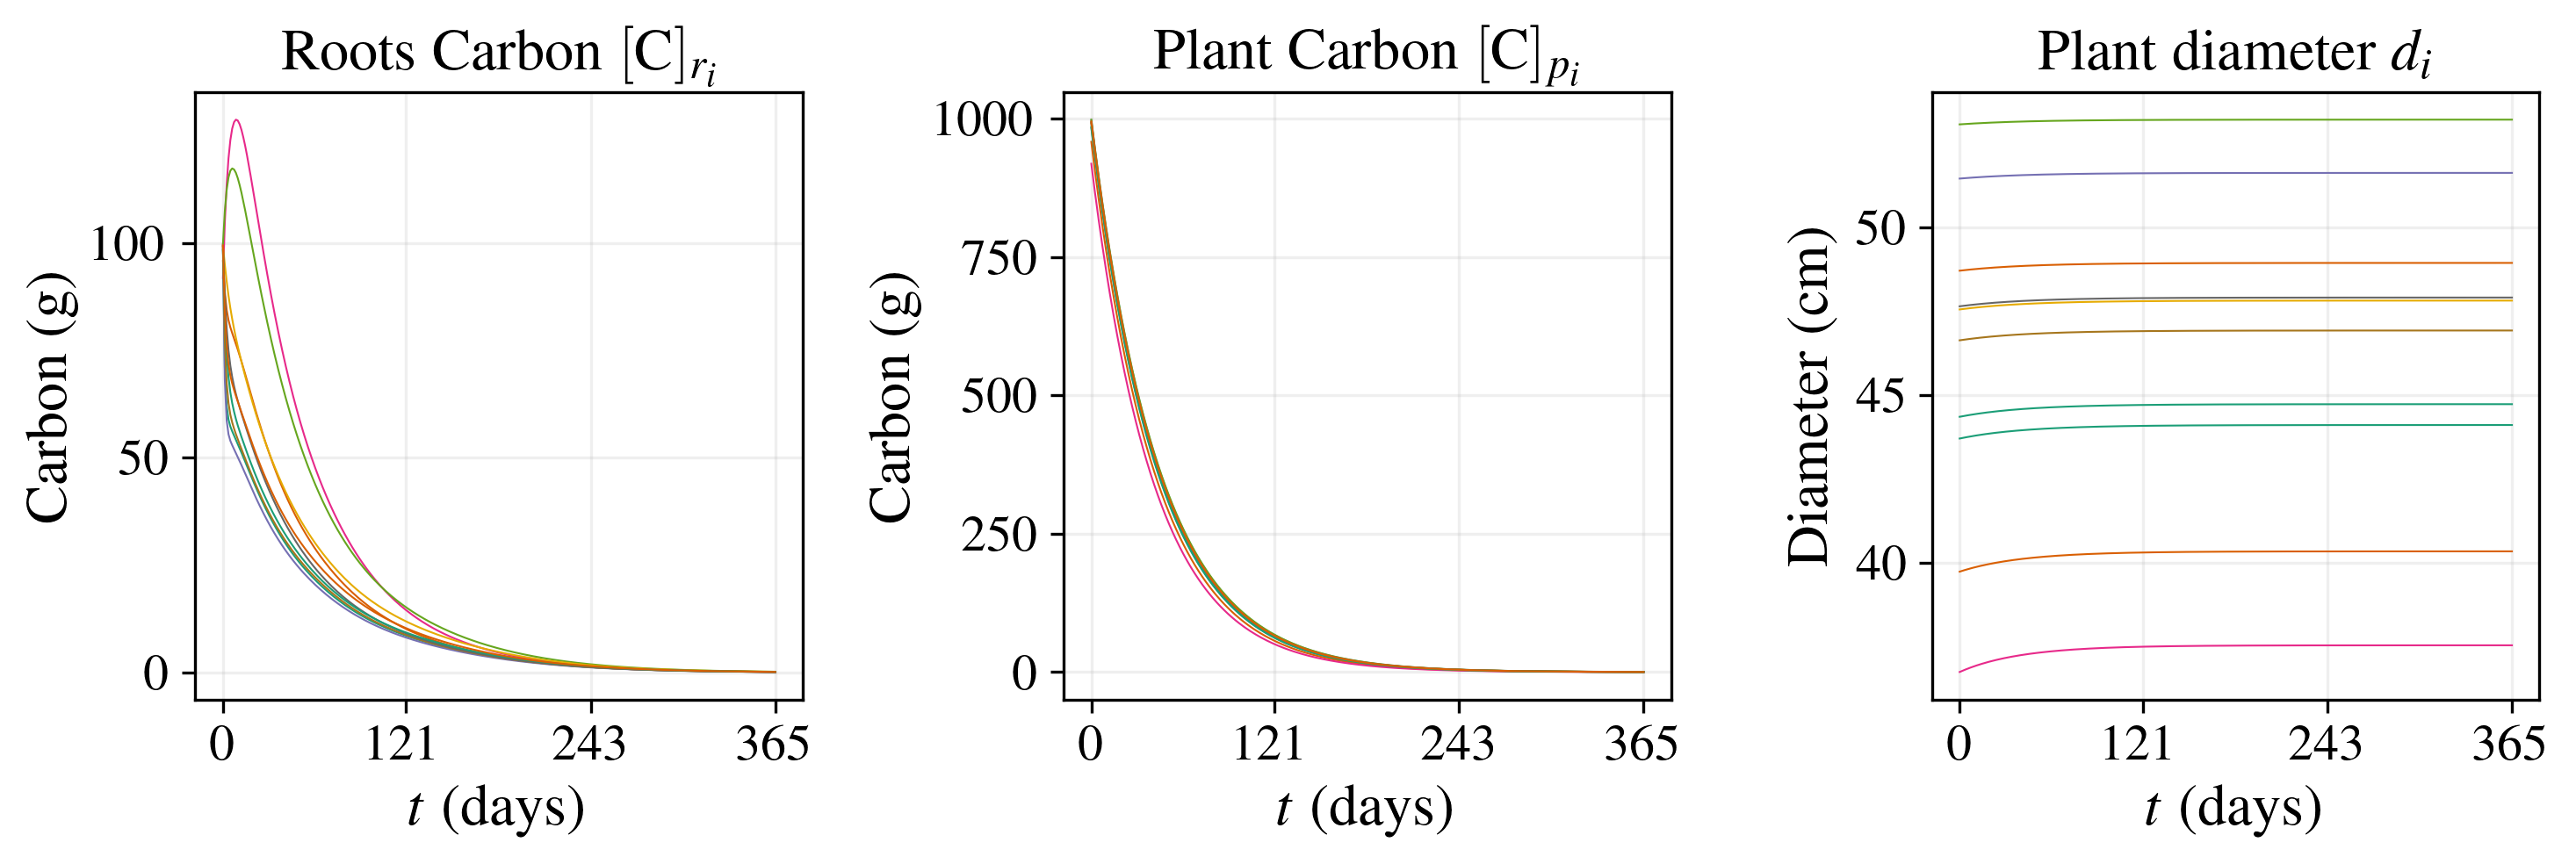 Roots Carbon [C]_{r_i}
Carbon (g)
100
50
0
0 121 243 365
t (days)
Plant Carbon [C]_{p_i}
Carbon (g)
1000
750
500
250
0
0 121 243 365
t (days)
Plant diameter d_i
Diameter (cm)
50
45
40
0 121 243 365
t (days)